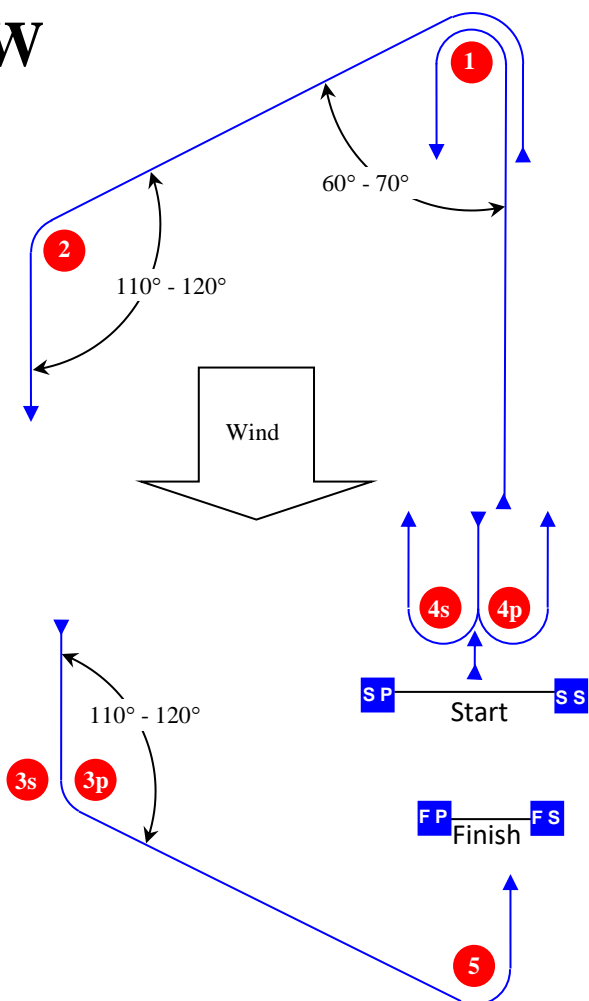 W
1
60° - 70°
2
110° - 120°
Wind
4s 4p
S P S S
Start
110° - 120°
3s 3p
F P F S
Finish
5